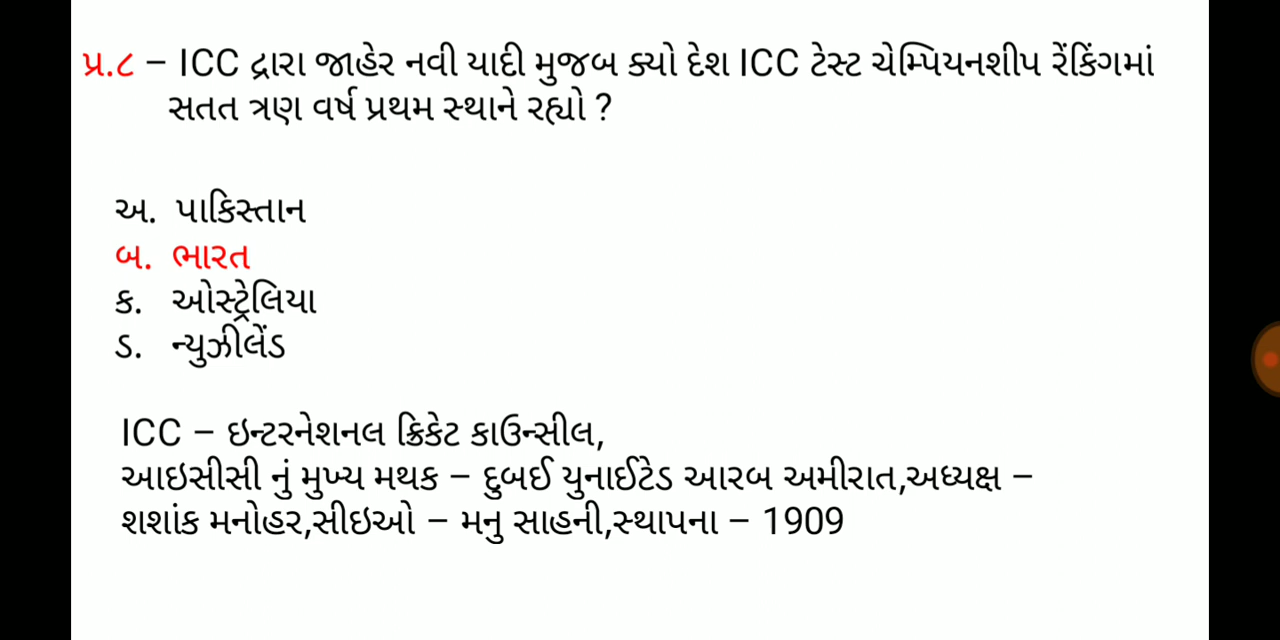 પ્ર.૮ – ICC દ્વારા જાહેર નવી યાદી મુજબ ક્યો દેશ ICC ટેસ્ટ ચેમ્પિયનશીપ રેંકિંગમાં
સતત ત્રણ વર્ષ પ્રથમ સ્થાને રહ્યો ?
અ. પાકિસ્તાન
બ. ભારત
ક. ઓસ્ટ્રેલિયા
ડ. ન્યુઝીલેંડ
ICC – ઇન્ટરનેશનલ ક્રિકેટ કાઉન્સીલ,
આઇસીસી નું મુખ્ય મથક – દુબઈ યુનાઈટેડ આરબ અમીરાત,અધ્યક્ષ –
શશાંક મનોહર,સીઇઓ – મનુ સાહની,સ્થાપના – 1909